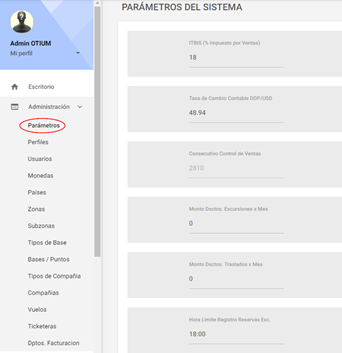 Admin OTIUM
Mi perfil
Escritorio
Administración
Parámetros
Perfiles
Usuarios
Monedas
Paises
Zonas
Subzonas
Tipos de Base
Bases / Puntos
Tipos de Compañía
Compañias
Vuelos
Ticketeras
Dptos. Facturacion
PARÁMETROS DEL SISTEMA
ITBIS (% Impuesto por Ventas)
18
Tasa de Cambio Contable DOP/USD
48.94
Consecutivo Control de Ventas
2810
Monto Dsctos. Excursiones x Mes
0
Monto Dsctos. Traslados x Mes
0
Hora Limite Registro Reservas Exc.
18:00